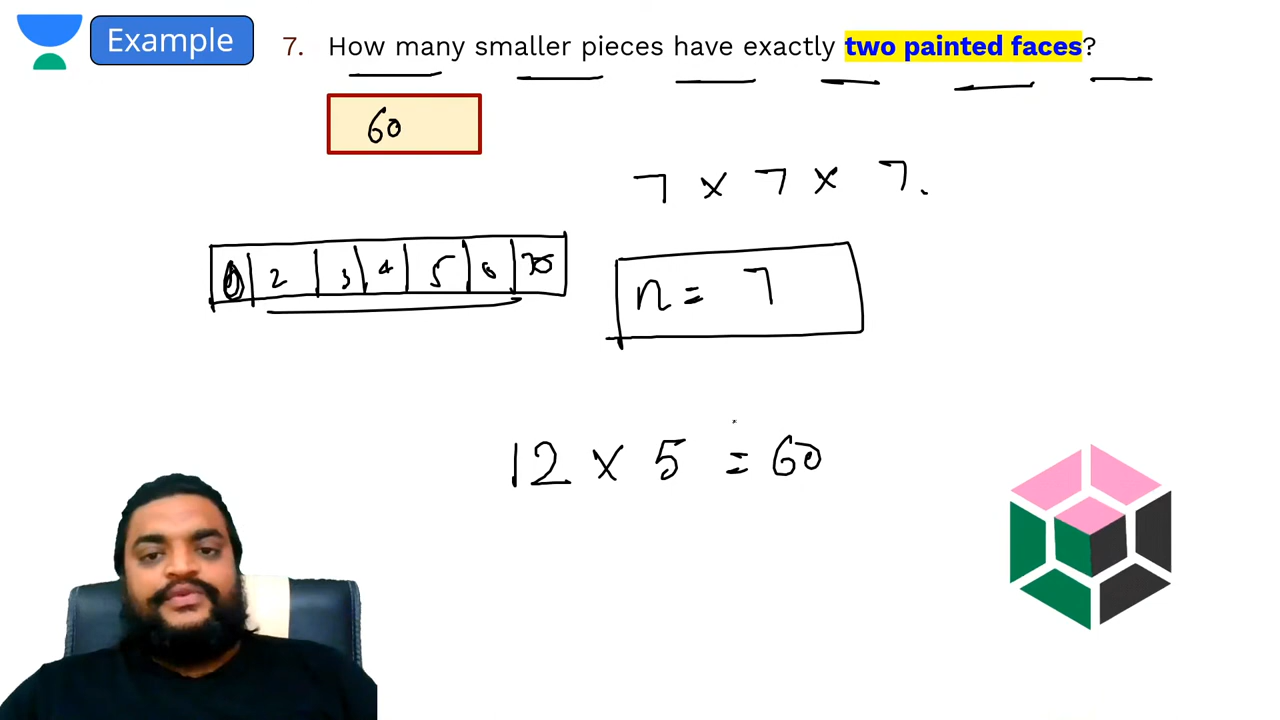 Example
7. How many smaller pieces have exactly two painted faces?
60
7 × 7 × 7.
2 3 4 5 6
n = 7
12 × 5 = 60